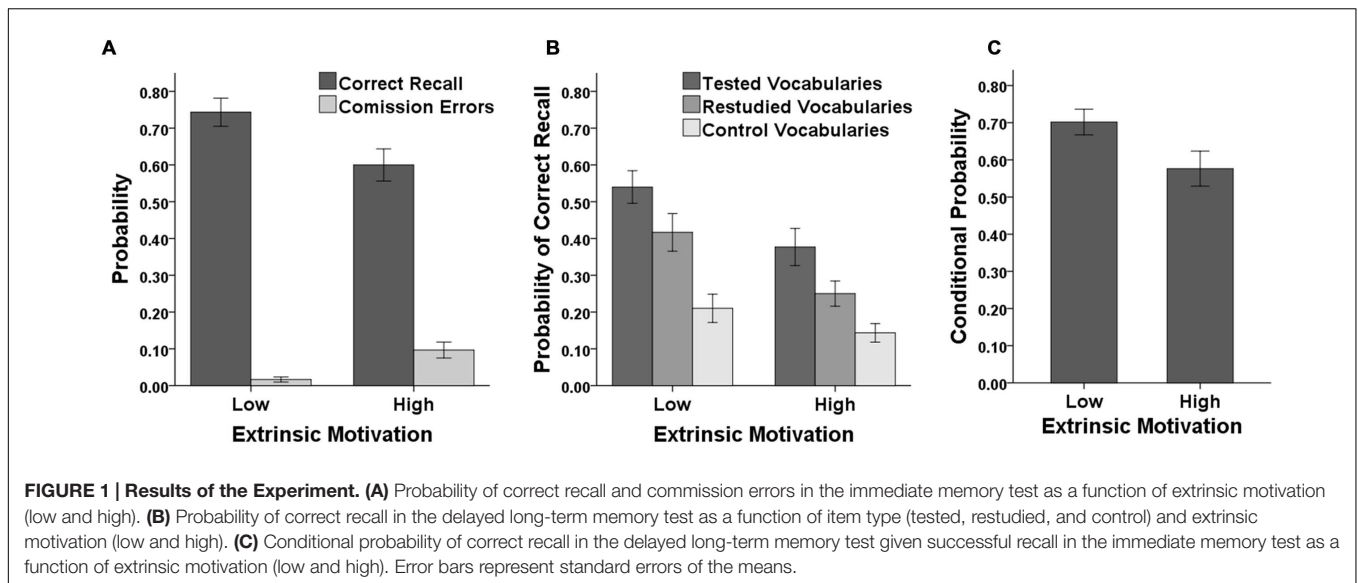 A
Correct Recall
Comission Errors
0.80
0.70
0.60
0.50
0.40
0.30
0.20
0.10
0.00
Probability
Low
High
Extrinsic Motivation
B
Tested Vocabularies
Restudied Vocabularies
Control Vocabularies
0.80
0.70
0.60
0.50
0.40
0.30
0.20
0.10
0.00
Probability of Correct Recall
Low
High
Extrinsic Motivation
C
0.80
0.70
0.60
0.50
0.40
0.30
0.20
0.10
0.00
Conditional Probability
Low
High
Extrinsic Motivation
FIGURE 1 | Results of the Experiment. (A) Probability of correct recall and commission errors in the immediate memory test as a function of extrinsic motivation
(low and high). (B) Probability of correct recall in the delayed long-term memory test as a function of item type (tested, restudied, and control) and extrinsic
motivation (low and high). (C) Conditional probability of correct recall in the delayed long-term memory test given successful recall in the immediate memory test as a
function of extrinsic motivation (low and high). Error bars represent standard errors of the means.